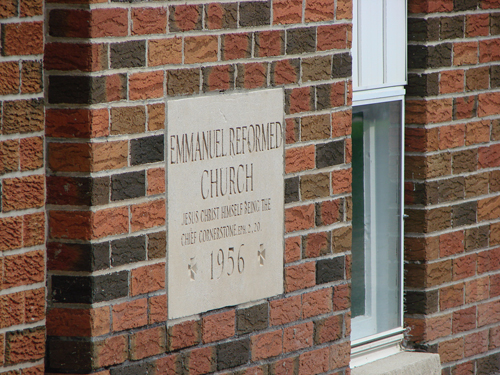 EMMANUEL REFORMED
CHURCH
JESUS CHRIST HIMSELF BEING THE
CHIEF CORNERSTONE EPH. 2, 20.
1956